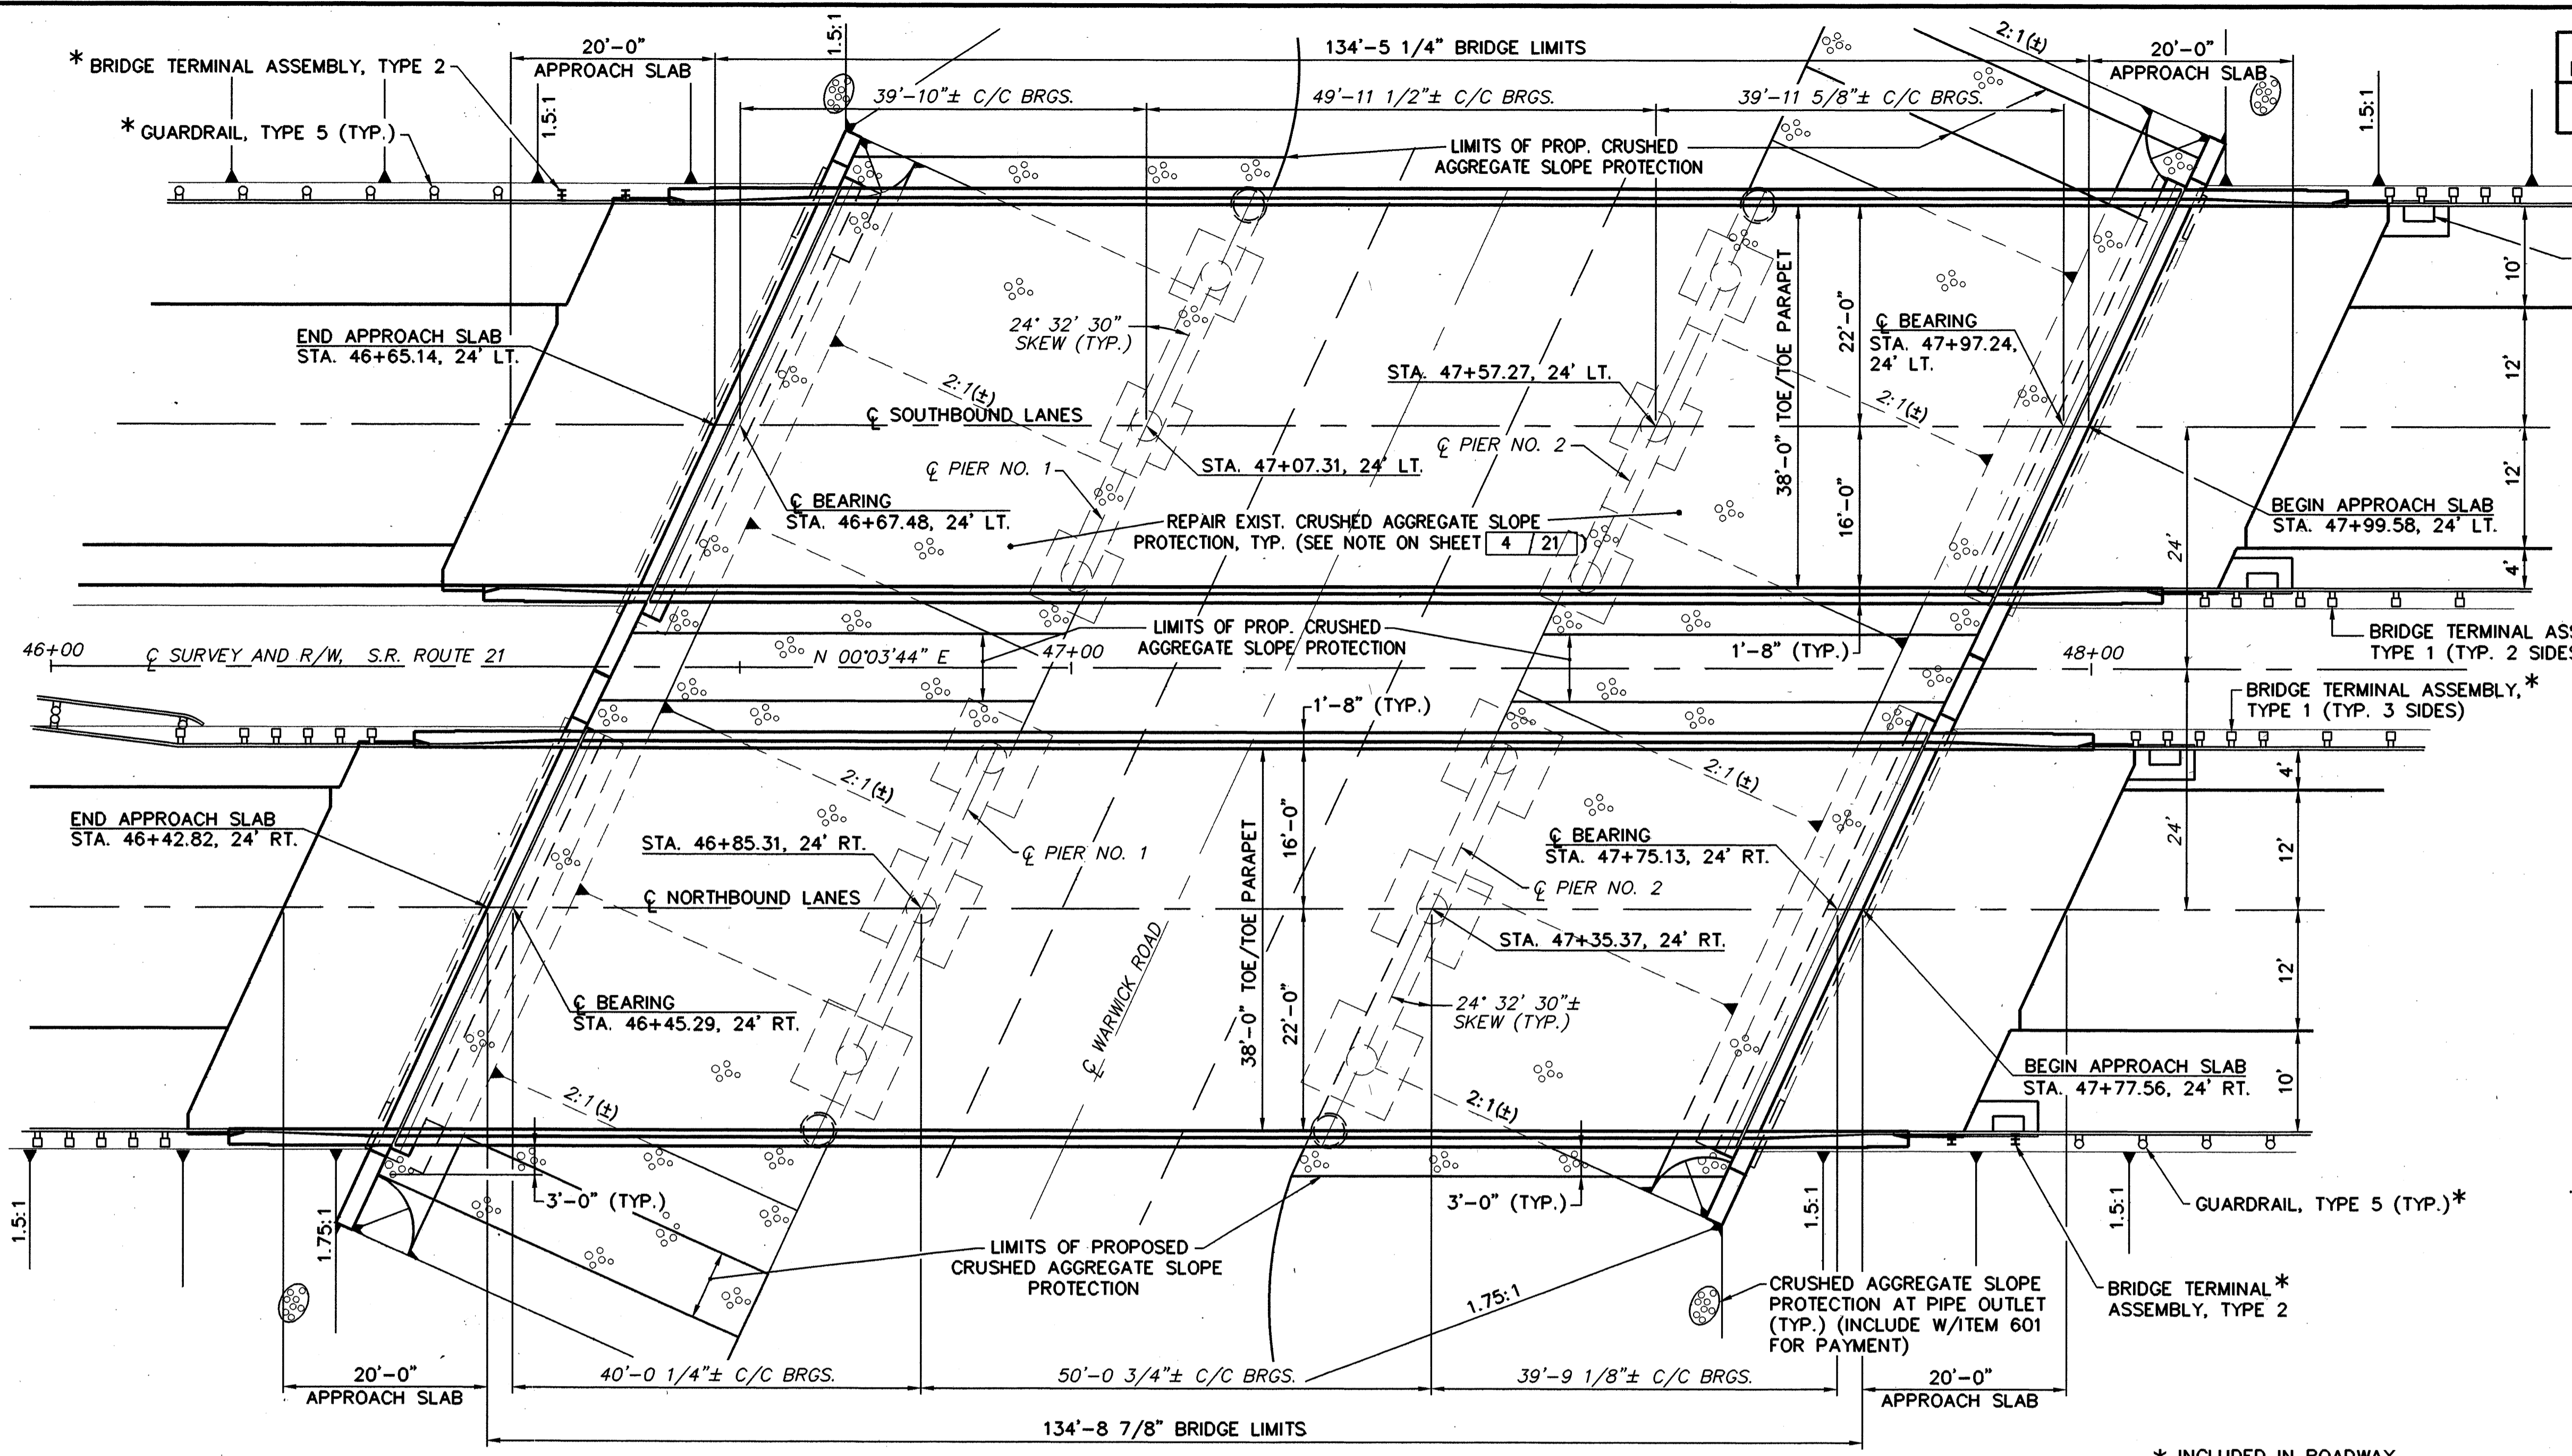 20'-0"
APPROACH SLAB
1.5:1
134'-5 1/4" BRIDGE LIMITS
2:1(±)
20'-0"
APPROACH SLAB
* BRIDGE TERMINAL ASSEMBLY, TYPE 2
39'-10"± C/C BRGS.
49'-11 1/2"± C/C BRGS.
39'-11 5/8"± C/C BRGS.
* GUARDRAIL, TYPE 5 (TYP.)
1.5:1
1.5:1
LIMITS OF PROP. CRUSHED
AGGREGATE SLOPE PROTECTION
10'
24° 32' 30"
SKEW (TYP.)
38'-0" TOE/TOE PARAPET
22'-0"
END APPROACH SLAB
STA. 46+65.14, 24' LT.
℄ BEARING
STA. 47+97.24,
24' LT.
12'
2:1(±)
STA. 47+57.27, 24' LT.
2:1(±)
℄ SOUTHBOUND LANES
℄ PIER NO. 2
℄ PIER NO. 1
STA. 47+07.31, 24' LT.
16'-0"
12'
℄ BEARING
STA. 46+67.48, 24' LT.
BEGIN APPROACH SLAB
STA. 47+99.58, 24' LT.
REPAIR EXIST. CRUSHED AGGREGATE SLOPE
PROTECTION, TYP. (SEE NOTE ON SHEET 4 / 21 )
24'
4'
LIMITS OF PROP. CRUSHED
AGGREGATE SLOPE PROTECTION
BRIDGE TERMINAL ASS
TYPE 1 (TYP. 2 SIDES
46+00
℄ SURVEY AND R/W, S.R. ROUTE 21
N 00°03'44" E
47+00
1'-8" (TYP.)
48+00
1'-8" (TYP.)
BRIDGE TERMINAL ASSEMBLY, *
TYPE 1 (TYP. 3 SIDES)
2:1(±)
2:1(±)
4'
END APPROACH SLAB
STA. 46+42.82, 24' RT.
STA. 46+85.31, 24' RT.
℄ PIER NO. 1
38'-0" TOE/TOE PARAPET
16'-0"
℄ BEARING
STA. 47+75.13, 24' RT.
24'
12'
℄ PIER NO. 2
℄ NORTHBOUND LANES
STA. 47+35.37, 24' RT.
12'
℄ BEARING
STA. 46+45.29, 24' RT.
℄ WARWICK ROAD
22'-0"
24° 32' 30"±
SKEW (TYP.)
BEGIN APPROACH SLAB
STA. 47+77.56, 24' RT.
10'
2:1(±)
2:1(±)
1.5:1
1.75:1
3'-0" (TYP.)
3'-0" (TYP.)
1.5:1
1.5:1
GUARDRAIL, TYPE 5 (TYP.)*
LIMITS OF PROPOSED
CRUSHED AGGREGATE SLOPE
PROTECTION
1.75:1
CRUSHED AGGREGATE SLOPE
PROTECTION AT PIPE OUTLET
(TYP.) (INCLUDE W/ITEM 601
FOR PAYMENT)
BRIDGE TERMINAL *
ASSEMBLY, TYPE 2
20'-0"
APPROACH SLAB
40'-0 1/4"± C/C BRGS.
50'-0 3/4"± C/C BRGS.
39'-9 1/8"± C/C BRGS.
20'-0"
APPROACH SLAB
134'-8 7/8" BRIDGE LIMITS
* INCLUDED IN ROADWAY